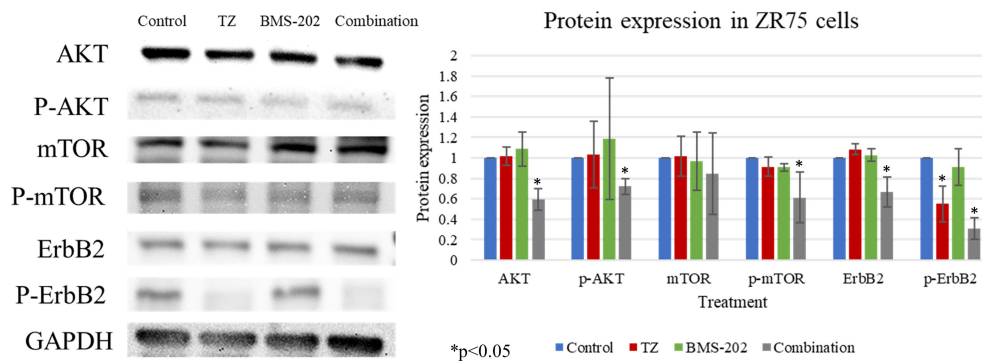 Control TZ BMS-202 Combination
AKT
P-AKT
mTOR
P-mTOR
ErbB2
P-ErbB2
GAPDH
Protein expression in ZR75 cells
Protein expression
2
1.8
1.6
1.4
1.2
1
0.8
0.6
0.4
0.2
0
* * * * * *
AKT p-AKT mTOR p-mTOR ErbB2 p-ErbB2
Treatment
*p<0.05
Control TZ BMS-202 Combination